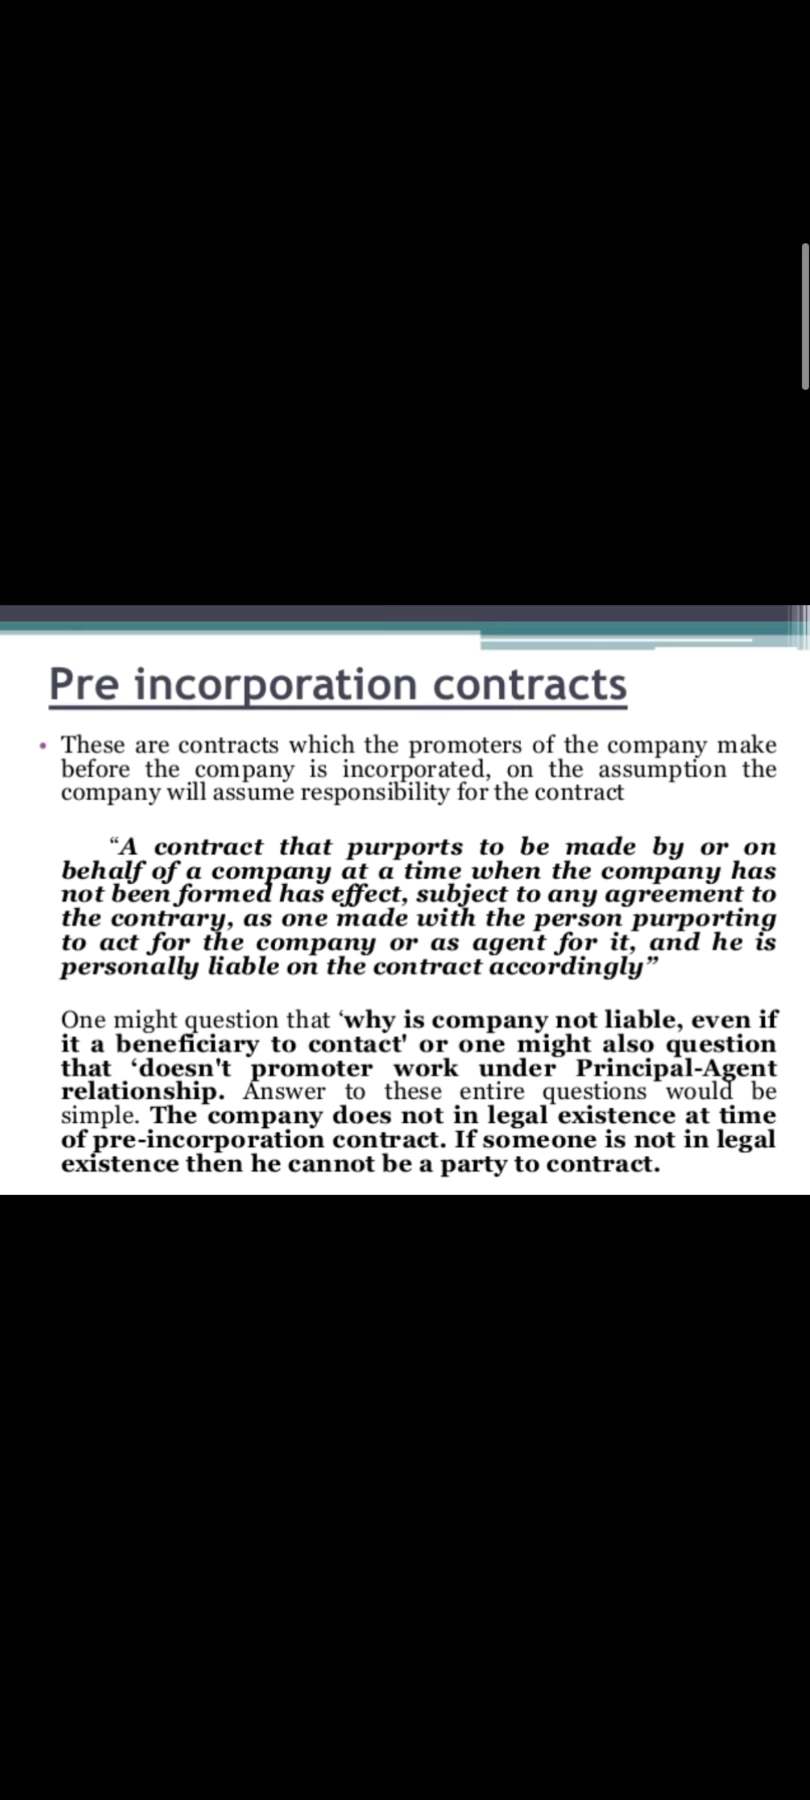 Pre incorporation contracts
• These are contracts which the promoters of the company make
before the company is incorporated, on the assumption the
company will assume responsibility for the contract
“A contract that purports to be made by or on
behalf of a company at a time when the company has
not been formed has effect, subject to any agreement to
the contrary, as one made with the person purporting
to act for the company or as agent for it, and he is
personally liable on the contract accordingly”
One might question that ‘why is company not liable, even if
it a beneficiary to contact' or one might also question
that ‘doesn't promoter work under Principal-Agent
relationship. Answer to these entire questions would be
simple. The company does not in legal existence at time
of pre-incorporation contract. If someone is not in legal
existence then he cannot be a party to contract.